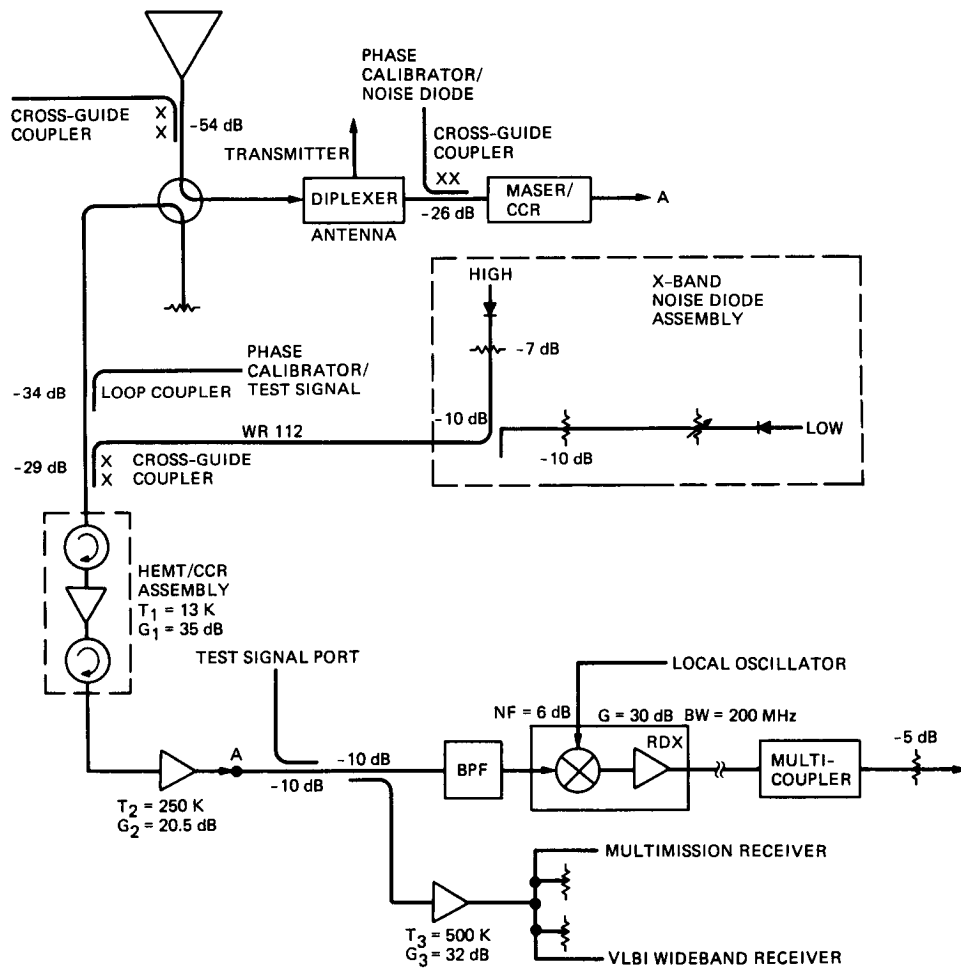 PHASE
CALIBRATOR/
NOISE DIODE
CROSS-GUIDE
COUPLER
X
X
-54 dB
TRANSMITTER
CROSS-GUIDE
COUPLER
XX
-26 dB
DIPLEXER
ANTENNA
MASER/
CCR
A
HIGH
X-BAND
NOISE DIODE
ASSEMBLY
-7 dB
PHASE
CALIBRATOR/
TEST SIGNAL
-34 dB
LOOP COUPLER
-10 dB
WR 112
LOW
-10 dB
-29 dB
X
X
CROSS-GUIDE
COUPLER
HEMT/CCR
ASSEMBLY
T1 = 13 K
G1 = 35 dB
TEST SIGNAL PORT
LOCAL OSCILLATOR
NF = 6 dB
G = 30 dB BW = 200 MHz
RDX
A
-10 dB
-10 dB
BPF
MULTI-
COUPLER
-5 dB
T2 = 250 K
G2 = 20.5 dB
MULTIMISSION RECEIVER
T3 = 500 K
G3 = 32 dB
VLBI WIDEBAND RECEIVER